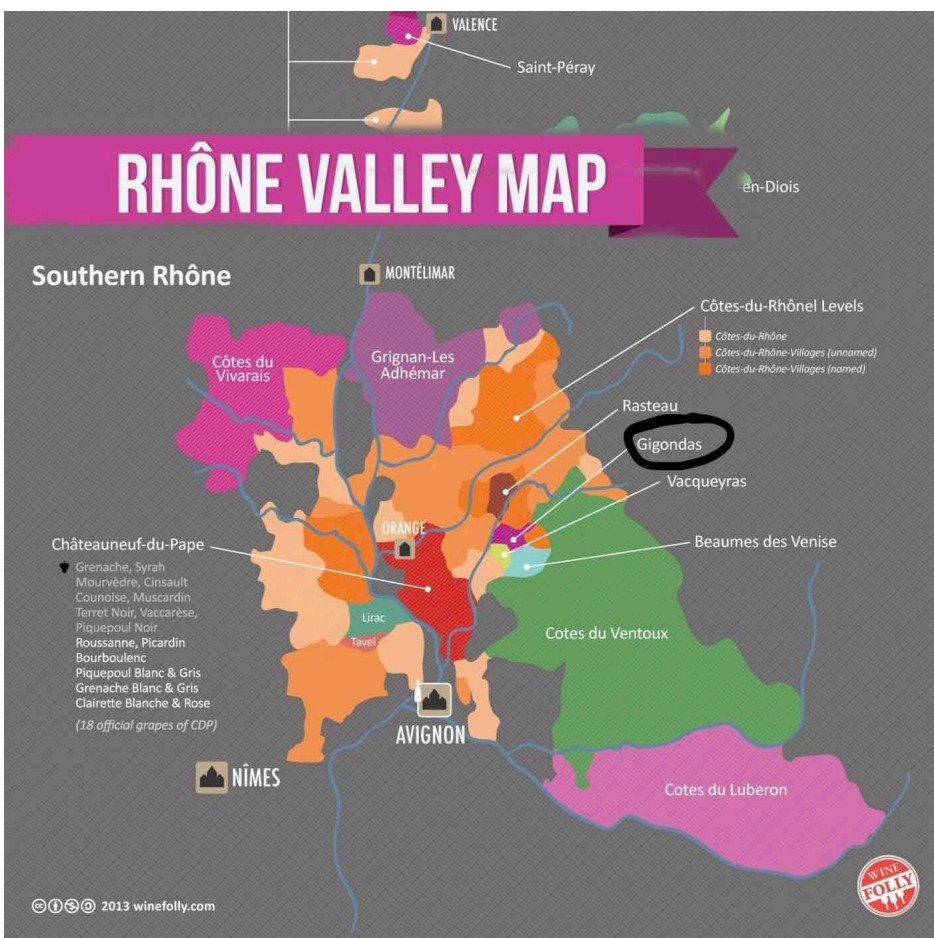 VALENCE
Saint-Péray
RHÔNE VALLEY MAP
-en-Diois
Southern Rhône
MONTÉLIMAR
Côtes-du-Rhônel Levels
Côtes-du-Rhône
Côtes-du-Rhône-Villages (unnamed)
Côtes-du-Rhône-Villages (named)
Côtes du
Vivarais
Grignan-Les
Adhémar
Rasteau
Gigondas
Vacqueyras
ORANGE
Beaumes des Venise
Châteauneuf-du-Pape
Grenache, Syrah
Mourvèdre, Cinsault
Counoise, Muscardin
Terret Noir, Vaccarèse,
Piquepoul Noir
Roussanne, Picardin
Bourboulenc
Piquepoul Blanc & Gris
Grenache Blanc & Gris
Clairette Blanche & Rose
(18 official grapes of CDP)
Lirac
Tavel
Cotes du Ventoux
AVIGNON
NÎMES
Cotes du Luberon
WINE
FOLLY
2013 winefolly.com